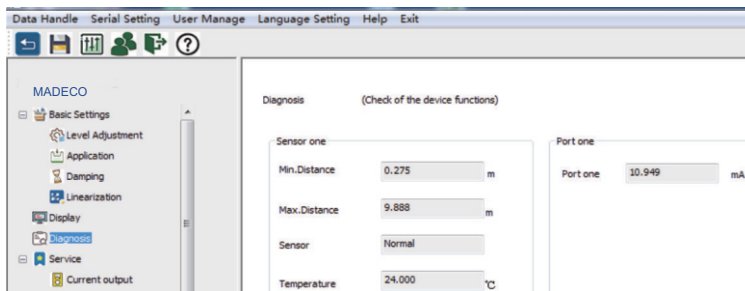 Data Handle Serial Setting User Manage Language Setting Help Exit
MADECO
Basic Settings
Level Adjustment
Application
Damping
Linearization
Display
Diagnosis
Service
Current output
Diagnosis (Check of the device functions)
Sensor one
Min.Distance 0.275 m
Max.Distance 9.888 m
Sensor Normal
Temperature 24.000 ℃
Port one
Port one 10.949 mA